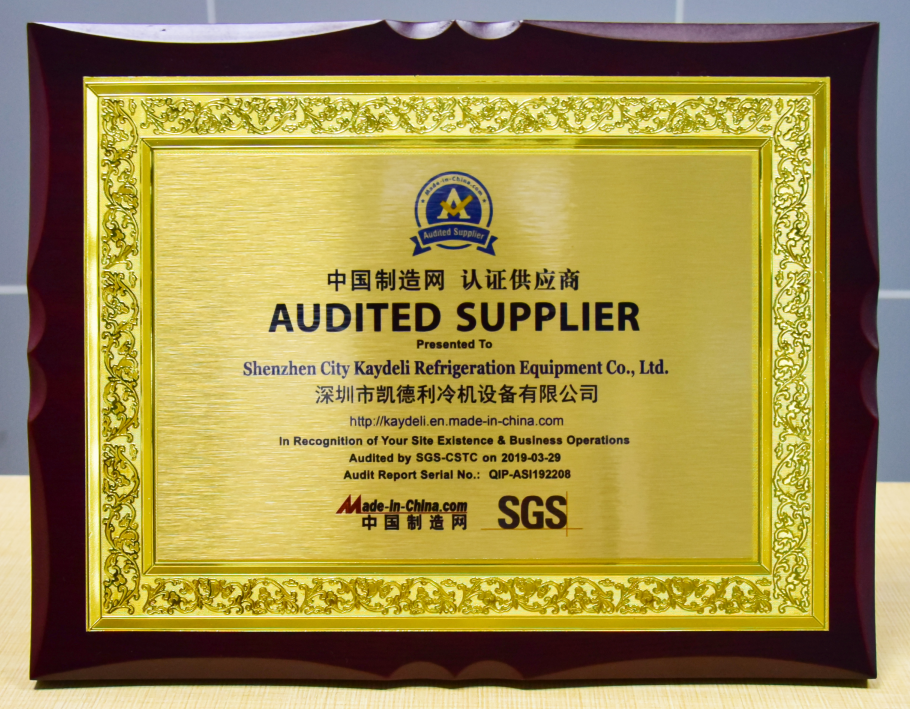 Made-in-China.com
Audited Supplier
中国制造网 认证供应商
AUDITED SUPPLIER
Presented To
Shenzhen City Kaydeli Refrigeration Equipment Co., Ltd.
深圳市凯德利冷机设备有限公司
http://kaydeli.en.made-in-china.com
In Recognition of Your Site Existence & Business Operations
Audited by SGS-CSTC on 2019-03-29
Audit Report Serial No.: QIP-ASI192208
Made-in-China.com
中国制造网
SGS